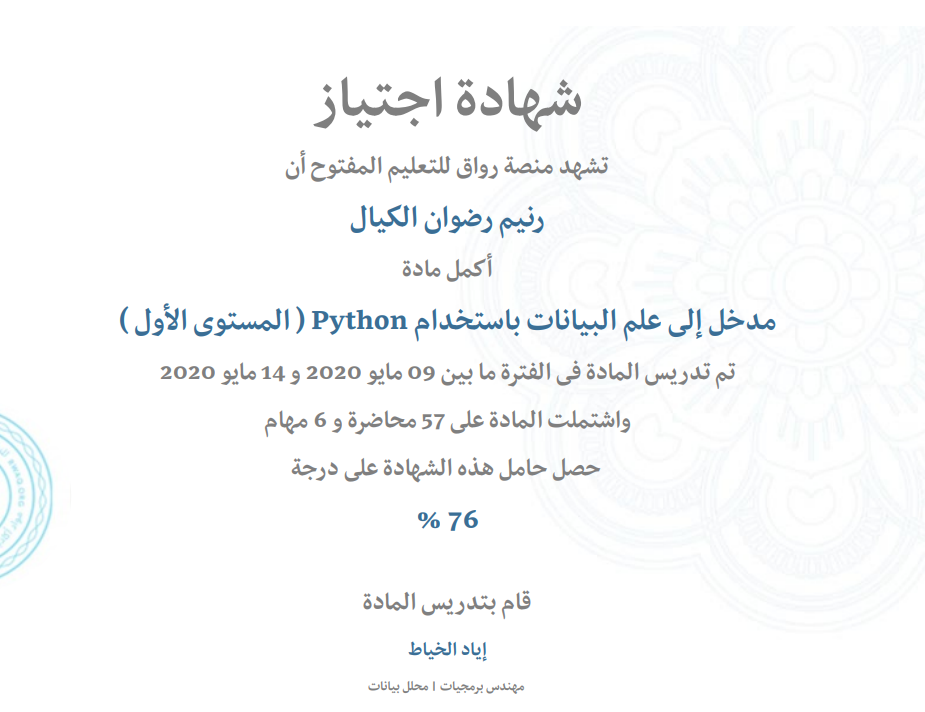 شهادة اجتياز
تشهد منصة رواق للتعليم المفتوح أن
رنيم رضوان الكيال
أكمل مادة
مدخل إلى علم البيانات باستخدام Python ( المستوى الأول )
تم تدريس المادة فى الفترة ما بين 09 مايو 2020 و 14 مايو 2020
واشتملت المادة على 57 محاضرة و 6 مهام
حصل حامل هذه الشهادة على درجة
76 %
قام بتدريس المادة
إياد الخياط
مهندس برمجيات | محلل بيانات